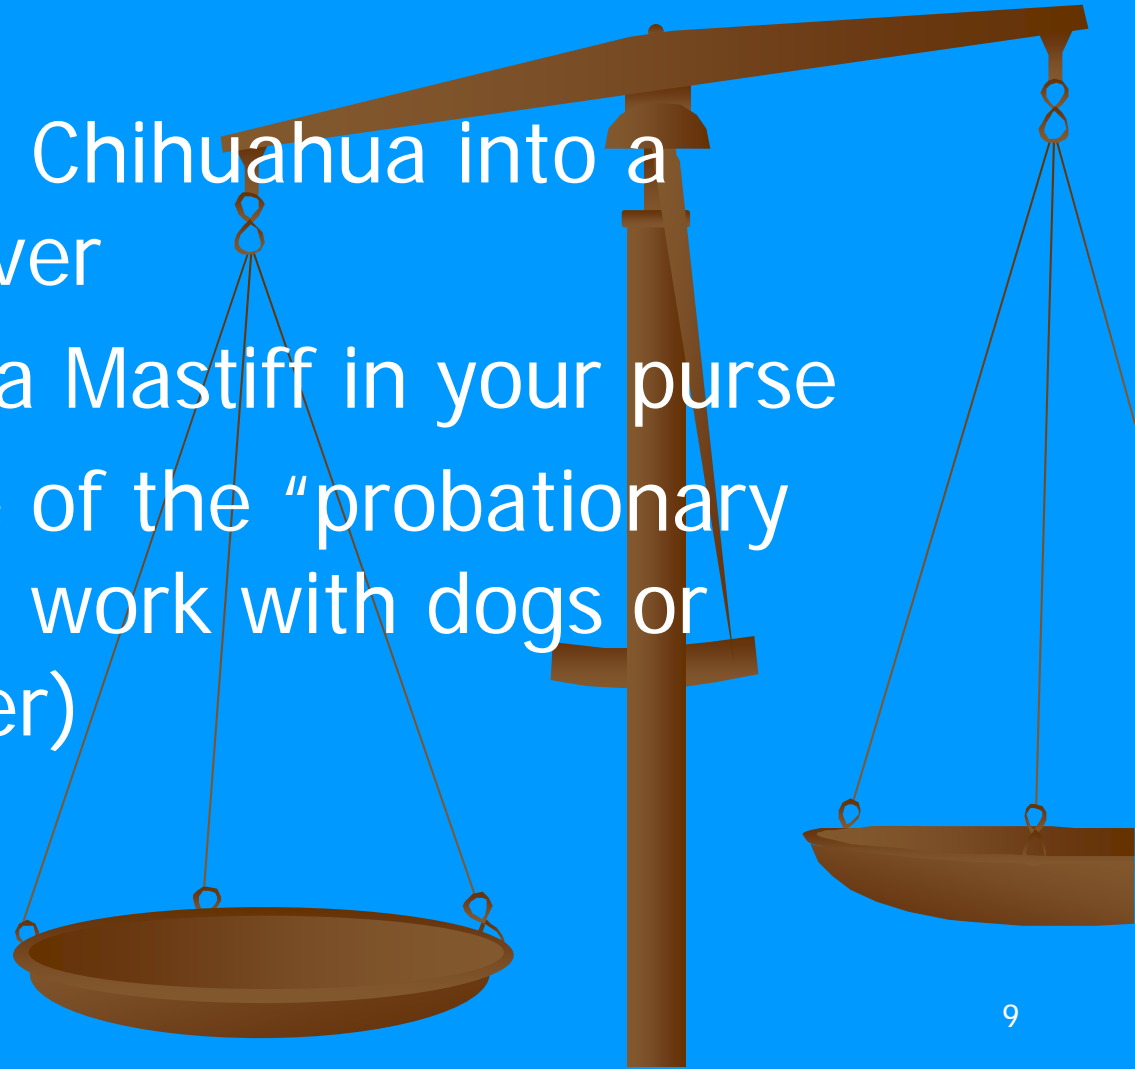 Chihuahua into a
ver
a Mastiff in your purse
of the “probationary
work with dogs or
er)
9